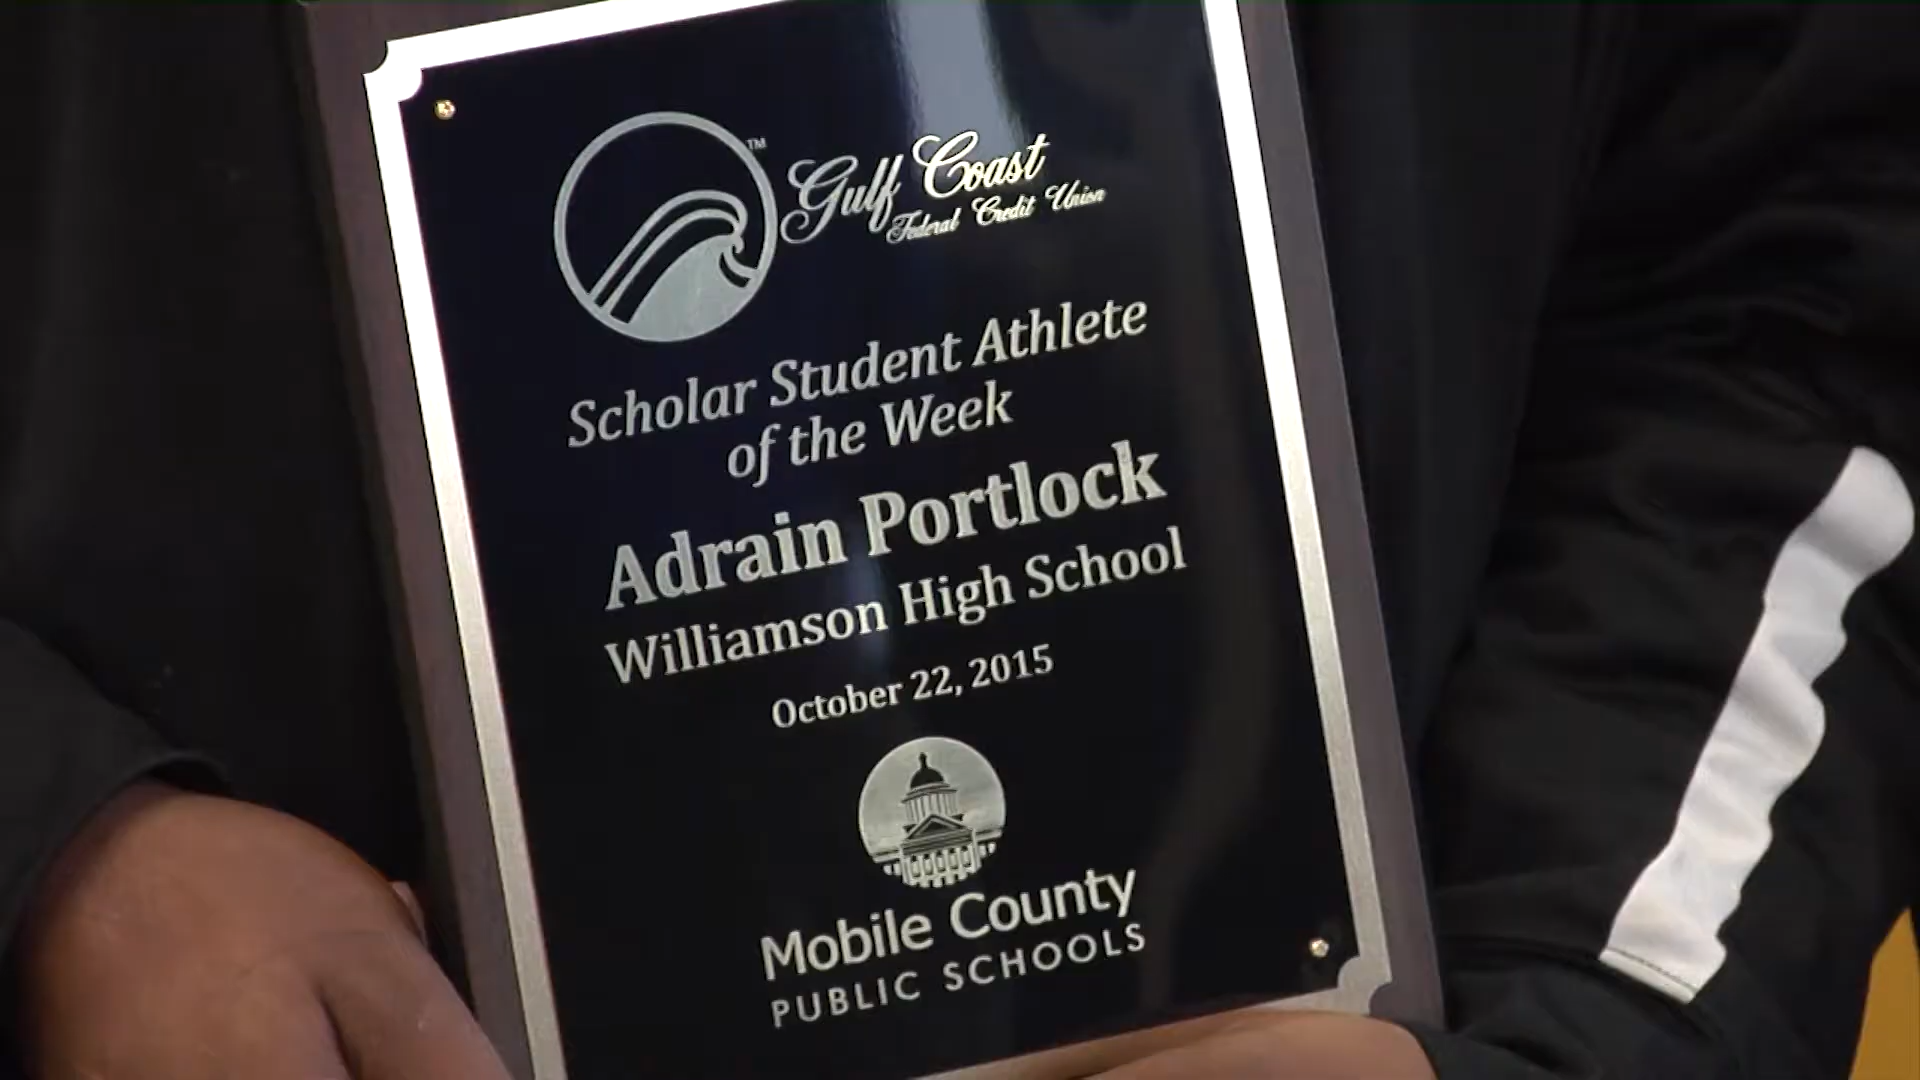 TM
Gulf Coast
Federal Credit Union
Scholar Student Athlete
of the Week
Adrain Portlock
Williamson High School
October 22, 2015
Mobile County
PUBLIC SCHOOLS